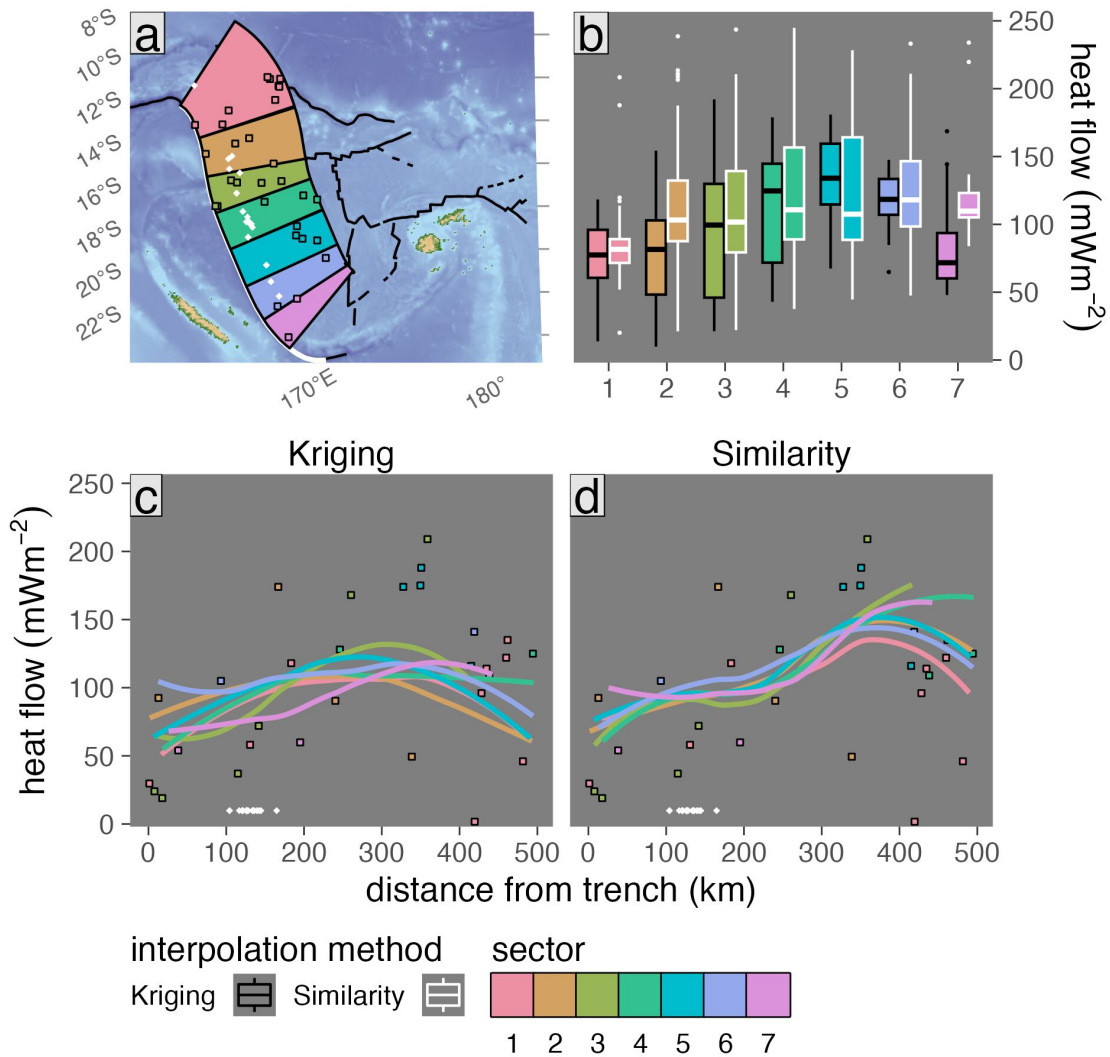 a
8°S
10°S
12°S
14°S
16°S
18°S
20°S
22°S
170°E
180°
b
250
200
150
100
50
0
heat flow (mWm⁻²)
1 2 3 4 5 6 7
Kriging
Similarity
c
d
250
200
150
100
50
0
heat flow (mWm⁻²)
0 100 200 300 400 500
0 100 200 300 400 500
distance from trench (km)
interpolation method
Kriging
Similarity
sector
1 2 3 4 5 6 7